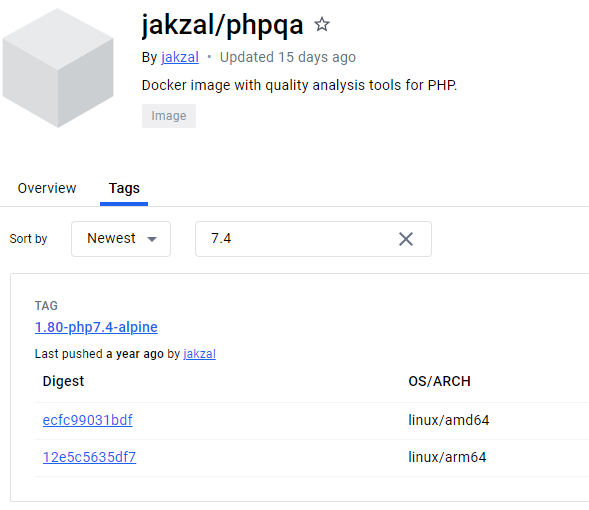 jakzal/phpqa
By jakzal • Updated 15 days ago
Docker image with quality analysis tools for PHP.
Image
Overview Tags
Sort by Newest 7.4
TAG
1.80-php7.4-alpine
Last pushed a year ago by jakzal
Digest OS/ARCH
ecfc99031bdf linux/amd64
12e5c5635df7 linux/arm64